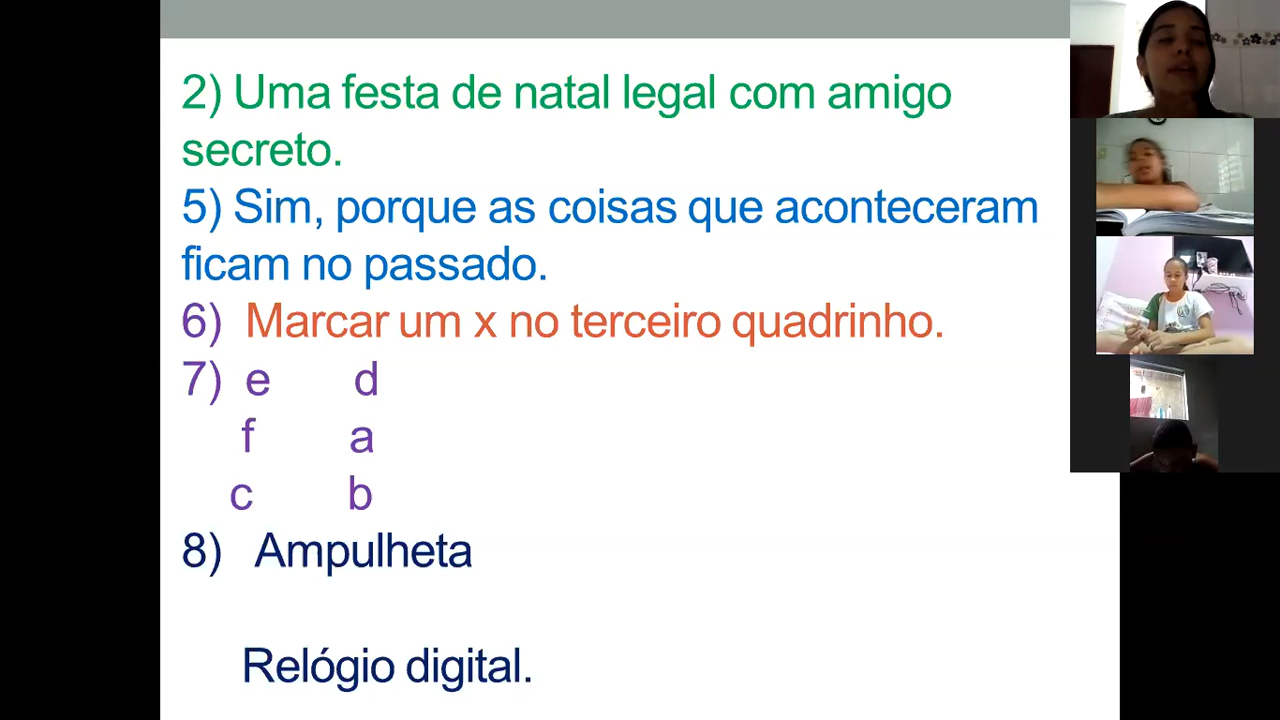 2) Uma festa de natal legal com amigo
secreto.
5) Sim, porque as coisas que aconteceram
ficam no passado.
6) Marcar um x no terceiro quadrinho.
7) e d
f a
c b
8) Ampulheta
Relógio digital.